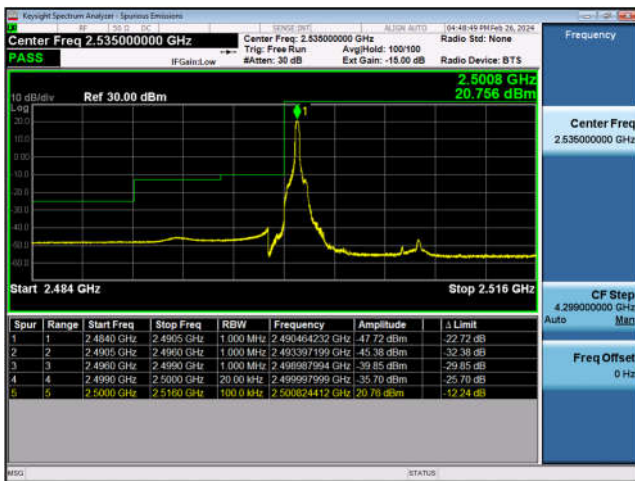 Keysight Spectrum Analyzer - Spurious Emissions
RF 50 Ω DC SENSE:INT ALIGN AUTO 04:48:49 PM Feb 26, 2024
Center Freq 2.535000000 GHz
PASS
IFGain:Low
Center Freq: 2.535000000 GHz
Trig: Free Run Avg|Hold: 100/100
#Atten: 30 dB Ext Gain: -15.00 dB
Radio Std: None
Radio Device: BTS
10 dB/div Ref 30.00 dBm
Log
2.5008 GHz
20.756 dBm
20.0
10.0
0.00
1
Start 2.484 GHz Stop 2.516 GHz
Spur Range Start Freq Stop Freq RBW Frequency Amplitude Δ Limit
1 1 2.4840 GHz 2.4905 GHz 1.000 MHz 2.490464232 GHz -47.72 dBm -22.72 dB
2 2 2.4905 GHz 2.4960 GHz 1.000 MHz 2.493397199 GHz -45.38 dBm -32.38 dB
3 3 2.4960 GHz 2.4990 GHz 1.000 MHz 2.498987994 GHz -39.85 dBm -29.85 dB
4 4 2.4990 GHz 2.5000 GHz 20.00 kHz 2.499997999 GHz -35.70 dBm -25.70 dB
5 5 2.5000 GHz 2.5160 GHz 100.0 kHz 2.500824412 GHz 20.76 dBm -12.24 dB
MSG STATUS
Frequency
Center Freq
2.535000000 GHz
CF Step
4.299000000 GHz
Auto Man
Freq Offset
0 Hz